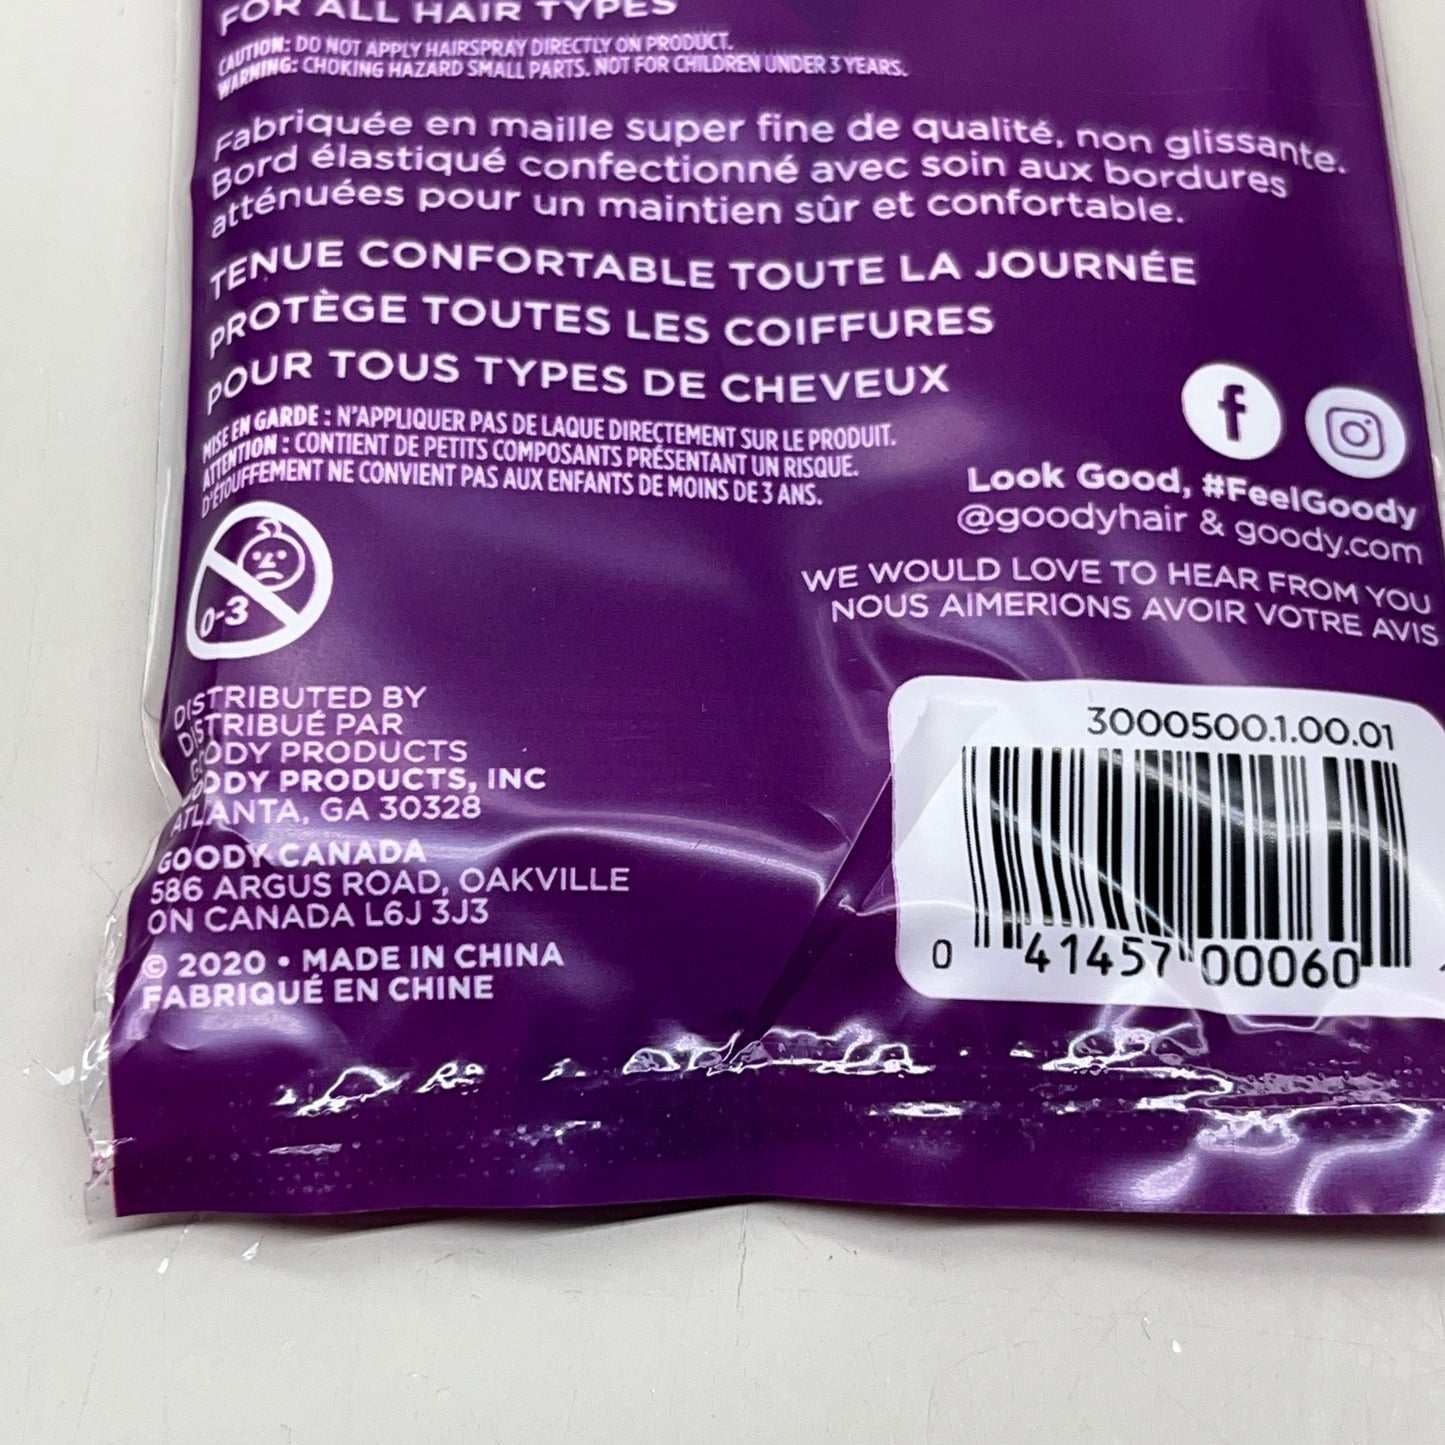 FOR ALL HAIR TYPES
CAUTION: DO NOT APPLY HAIRSPRAY DIRECTLY ON PRODUCT.
WARNING: CHOKING HAZARD SMALL PARTS. NOT FOR CHILDREN UNDER 3 YEARS.
Fabriquée en maille super fine de qualité, non glissante.
Bord élastiqué confectionné avec soin aux bordures
atténuées pour un maintien sûr et confortable.
TENUE CONFORTABLE TOUTE LA JOURNÉE
PROTÈGE TOUTES LES COIFFURES
POUR TOUS TYPES DE CHEVEUX
MISE EN GARDE : N'APPLIQUER PAS DE LAQUE DIRECTEMENT SUR LE PRODUIT.
ATTENTION : CONTIENT DE PETITS COMPOSANTS PRÉSENTANT UN RISQUE.
D'ÉTOUFFEMENT NE CONVIENT PAS AUX ENFANTS DE MOINS DE 3 ANS.
0-3
Look Good, #FeelGoody
@goodyhair & goody.com
WE WOULD LOVE TO HEAR FROM YOU
NOUS AIMERIONS AVOIR VOTRE AVIS
DISTRIBUTED BY
DISTRIBUÉ PAR
GOODY PRODUCTS
GOODY PRODUCTS, INC
ATLANTA, GA 30328
GOODY CANADA
586 ARGUS ROAD, OAKVILLE
ON CANADA L6J 3J3
© 2020 • MADE IN CHINA
FABRIQUÉ EN CHINE
3000500.1.00.01
0 41457 00060